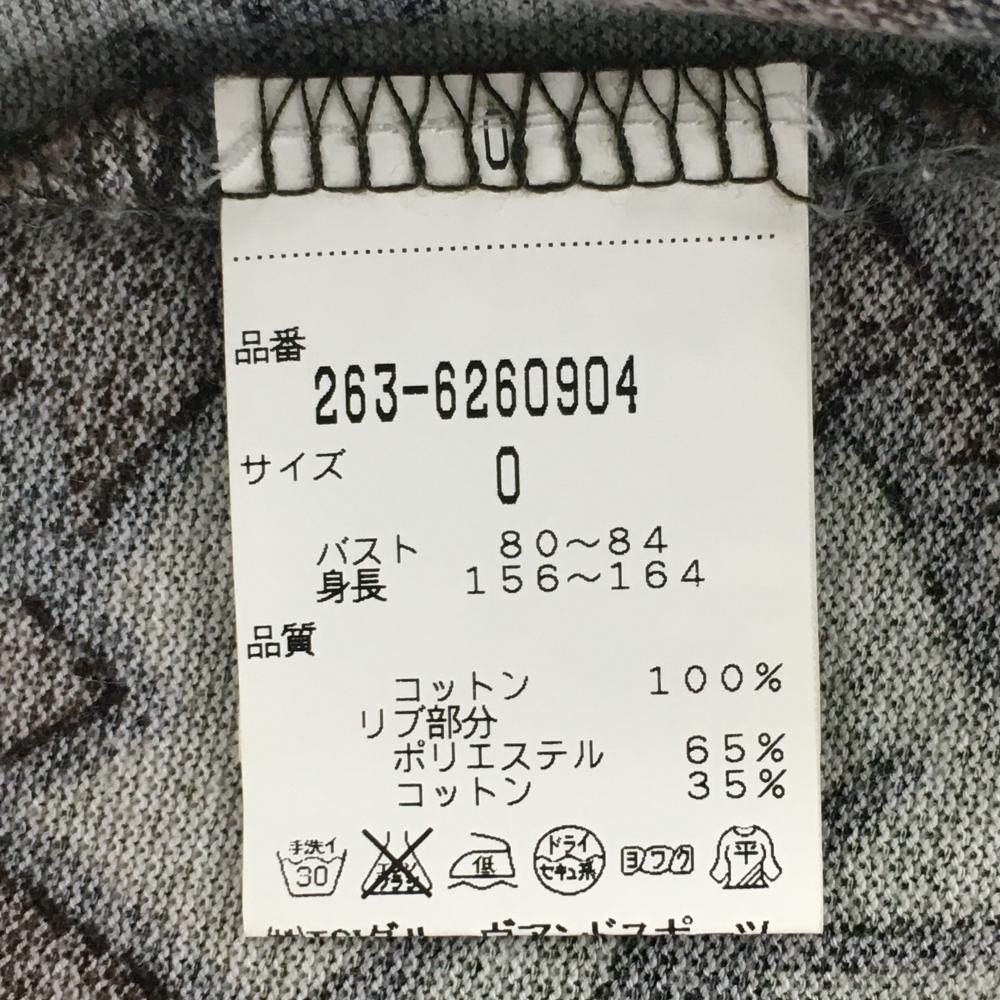 0
品番
263-6260904
サイズ 0
バスト 80～84
身長 156～164
品質
コットン 100%
リブ部分
ポリエステル 65%
コットン 35%
手洗イ 30 低 ドライ セキユ系 ヨワク 平